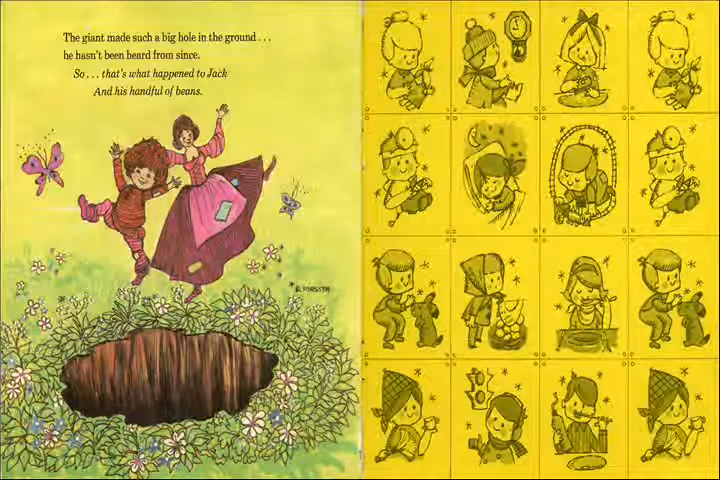 The giant made such a big hole in the ground . . .
he hasn't been heard from since.
So . . . that's what happened to Jack
And his handful of beans.